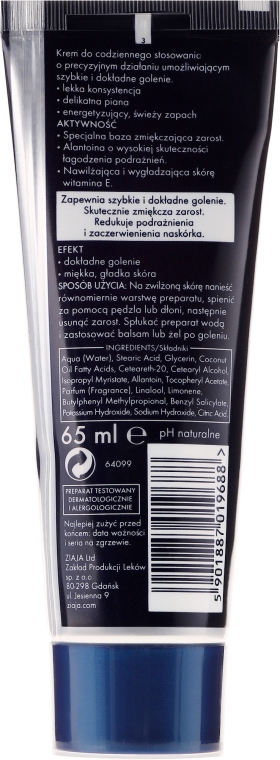 3
Krem do codziennego stosowania
o precyzyjnym działaniu umożliwiającym
szybkie i dokładne golenie.
• lekka konsystencja
• delikatna piana
• energetyzujący, świeży zapach
AKTYWNOŚĆ
• Specjalna baza zmiękczająca zarost.
• Alantoina o wysokiej skuteczności
łagodzenia podrażnień.
• Nawilżająca i wygładzająca skórę
witamina E.
Zapewnia szybkie i dokładne golenie.
Skutecznie zmiękcza zarost.
Redukuje podrażnienia
i zaczerwienienia naskórka.
EFEKT
• dokładne golenie
• miękka, gładka skóra
SPOSÓB UŻYCIA: Na zwilżoną skórę nanieść
równomiernie warstwę preparatu, spienić
za pomocą pędzla lub dłoni, następnie
usunąć zarost. Spłukać preparat wodą
i zastosować balsam lub żel po goleniu.
INGREDIENTS/Składniki
Aqua (Water), Stearic Acid, Glycerin, Coconut
Oil Fatty Acids, Ceteareth-20, Cetearyl Alcohol,
Isopropyl Myristate, Allantoin, Tocopheryl Acetate,
Parfum (Fragrance), Linalool, Limonene,
Butylphenyl Methylpropional, Benzyl Salicylate,
Potassium Hydroxide, Sodium Hydroxide, Citric Acid.
65 ml ℮ pH naturalne
64099
PREPARAT TESTOWANY
DERMATOLOGICZNIE
I ALERGOLOGICZNIE
Najlepiej zużyć przed
końcem: data ważności
i seria na zgrzewie.
ZIAJA Ltd
Zakład Produkcji Leków
sp. z o.o
80-298 Gdańsk
ul. Jesienna 9
ziaja.com
5 901887 019688 >